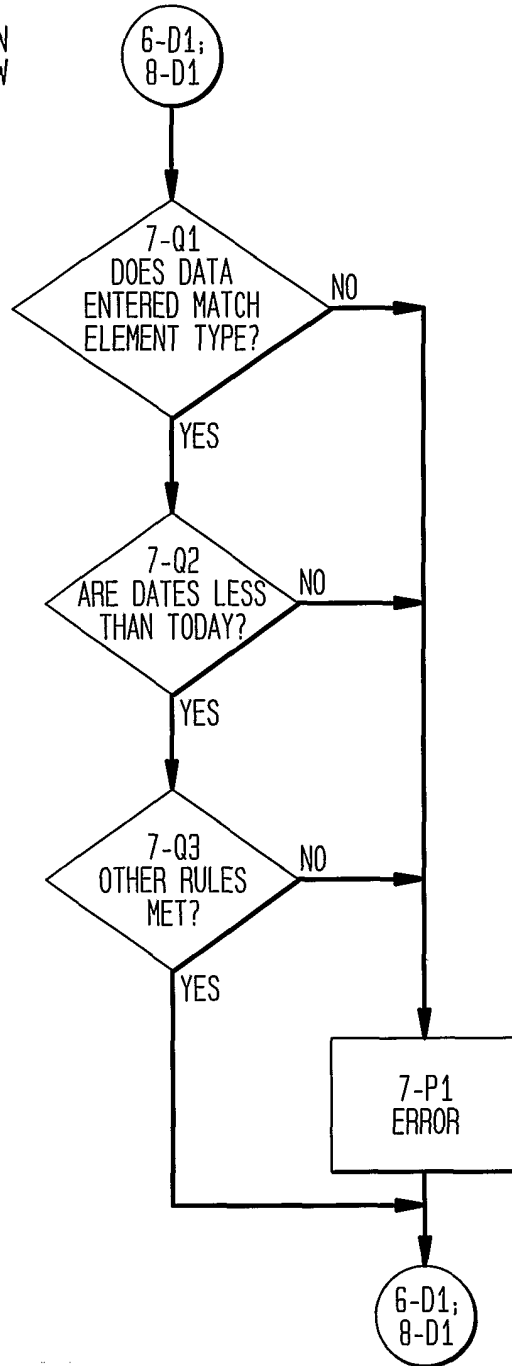 6-D1;
8-D1
7-Q1
DOES DATA
ENTERED MATCH
ELEMENT TYPE?
NO
YES
7-Q2
ARE DATES LESS
THAN TODAY?
NO
YES
7-Q3
OTHER RULES
MET?
NO
YES
7-P1
ERROR
6-D1;
8-D1